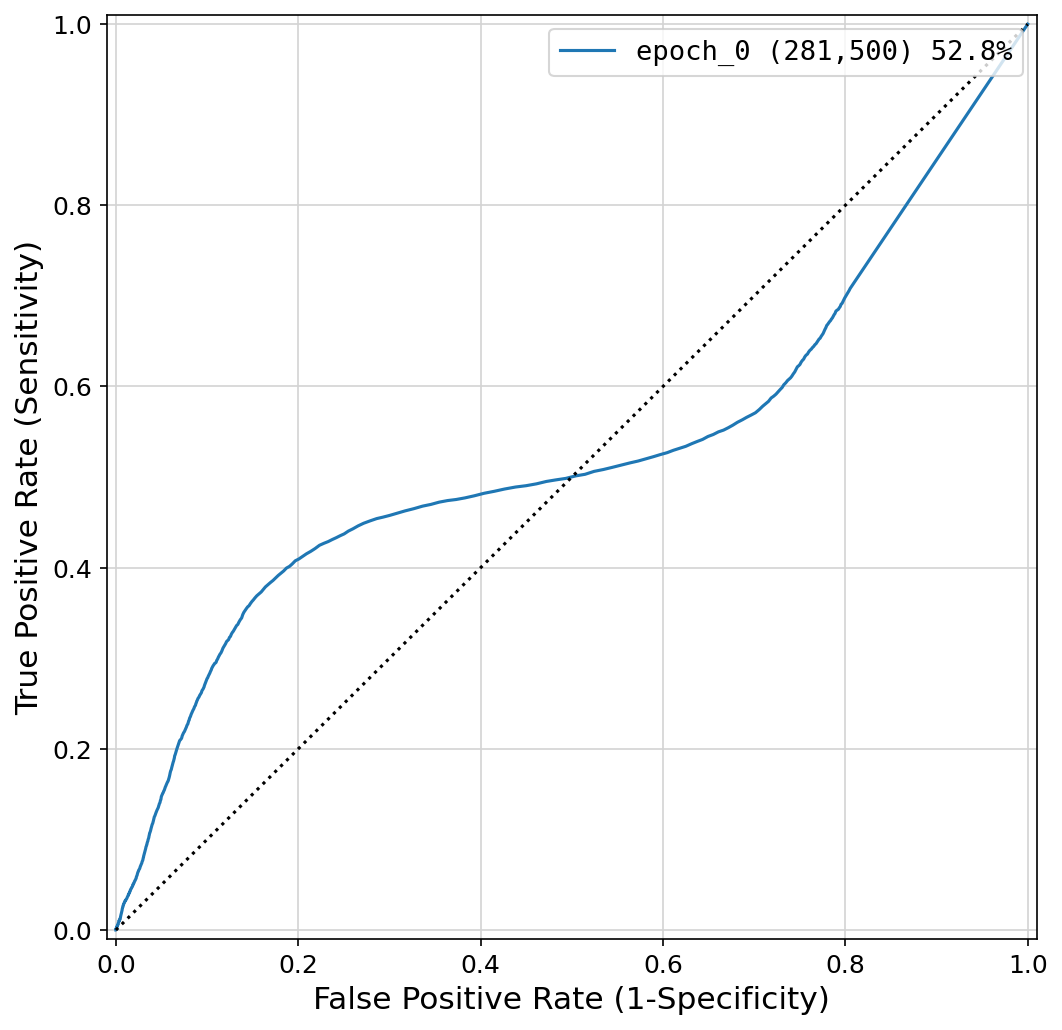 epoch_0 (281,500) 52.8%
1.0
0.8
0.6
0.4
0.2
0.0
True Positive Rate (Sensitivity)
0.0 0.2 0.4 0.6 0.8 1.0
False Positive Rate (1-Specificity)